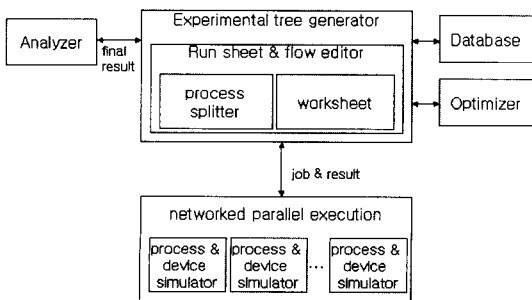 Experimental tree generator
Analyzer
final
result
Run sheet & flow editor
process
splitter
worksheet
Database
Optimizer
job & result
networked parallel execution
process &
device
simulator
process &
device
simulator
...
process &
device
simulator